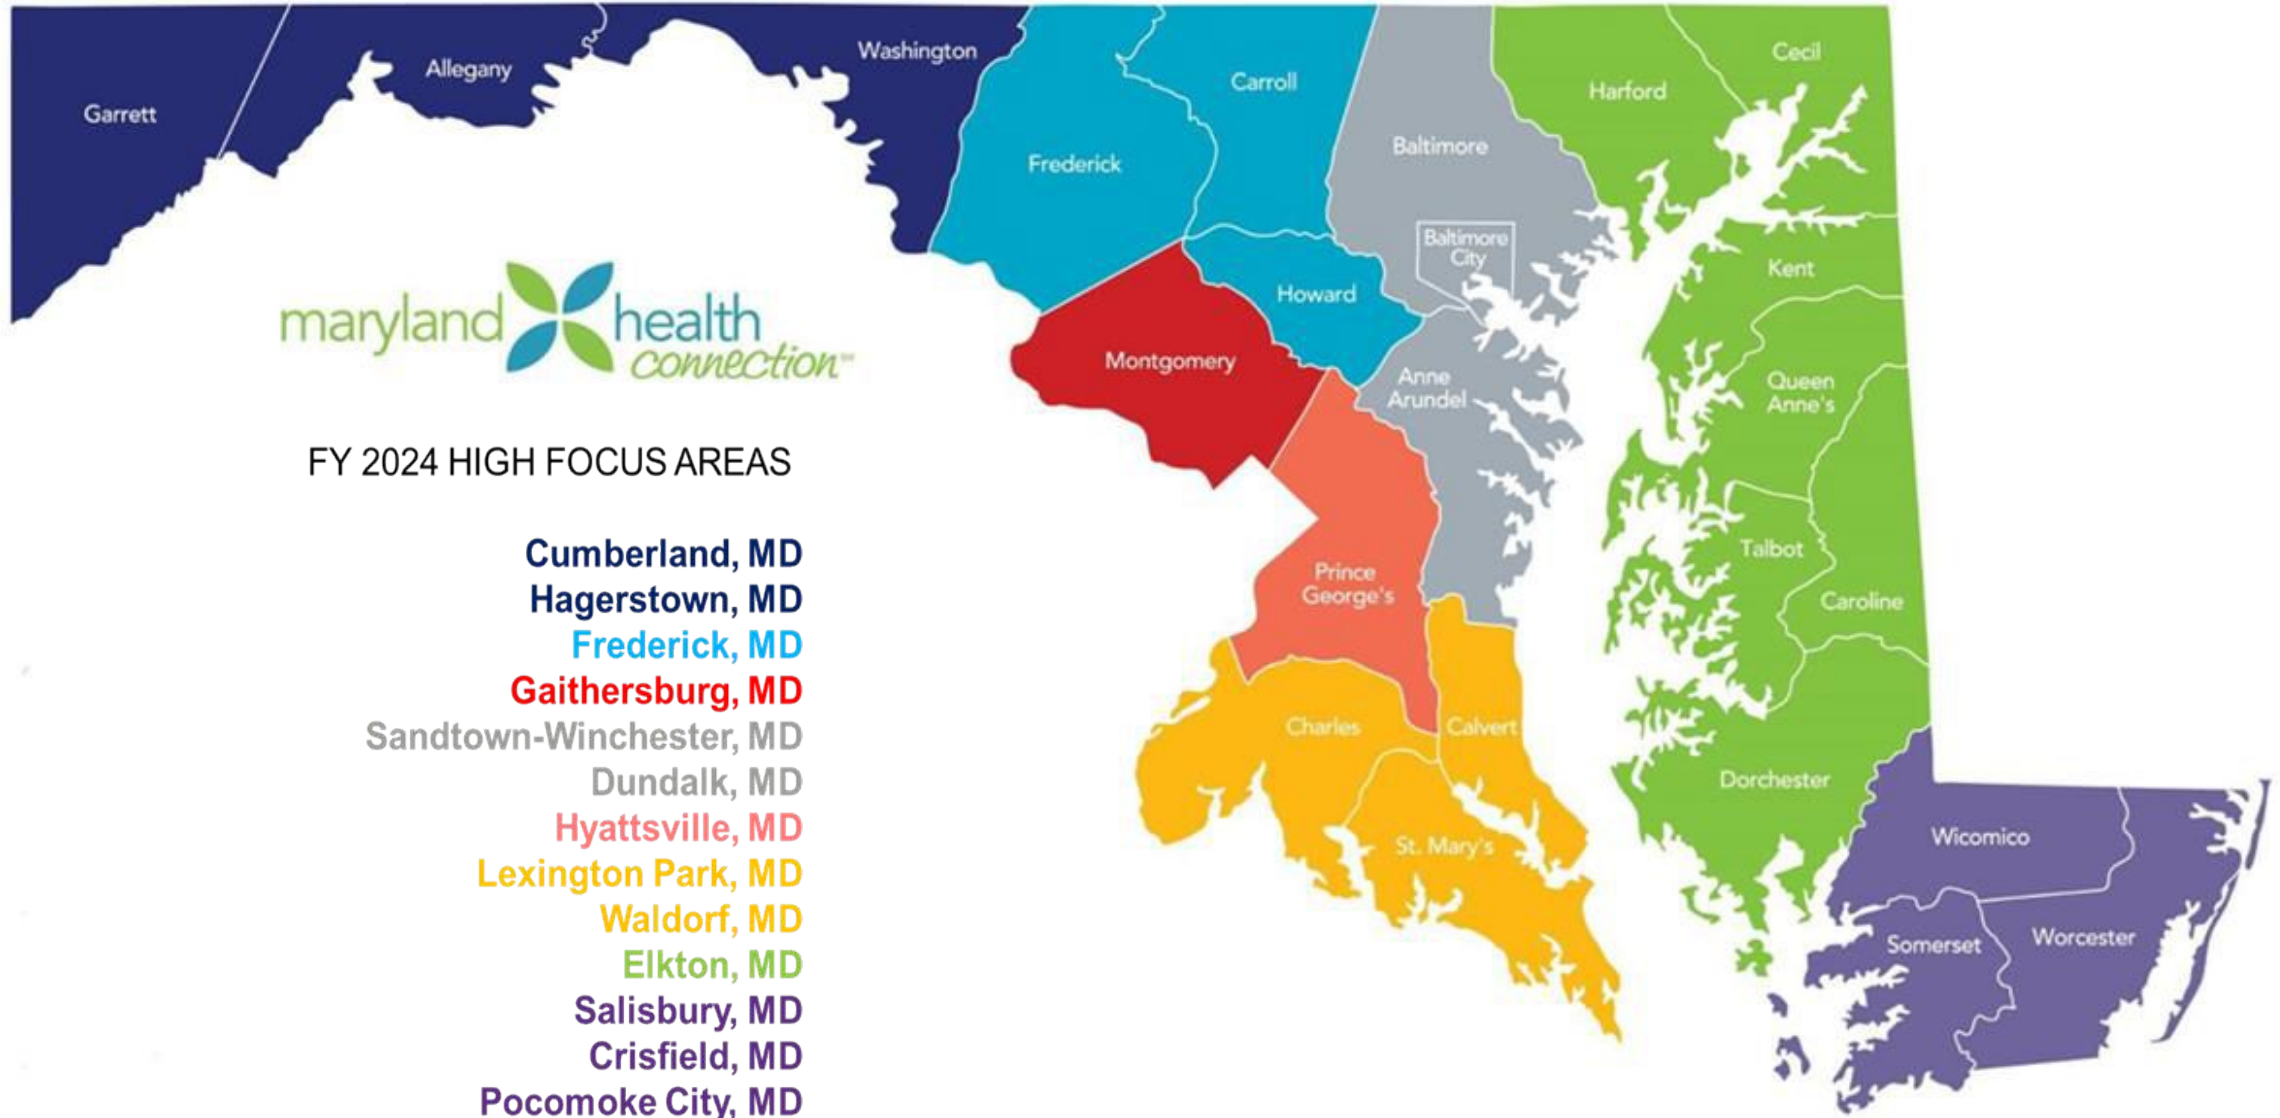 Garrett
Allegany
Washington
Frederick
Carroll
Baltimore
Harford
Cecil
Baltimore
City
Kent
Howard
Montgomery
Anne
Arundel
Queen
Anne's
Prince
George's
Talbot
Caroline
Charles
Calvert
St. Mary's
Dorchester
Wicomico
Somerset
Worcester
maryland health
connection℠
FY 2024 HIGH FOCUS AREAS
Cumberland, MD
Hagerstown, MD
Frederick, MD
Gaithersburg, MD
Sandtown-Winchester, MD
Dundalk, MD
Hyattsville, MD
Lexington Park, MD
Waldorf, MD
Elkton, MD
Salisbury, MD
Crisfield, MD
Pocomoke City, MD